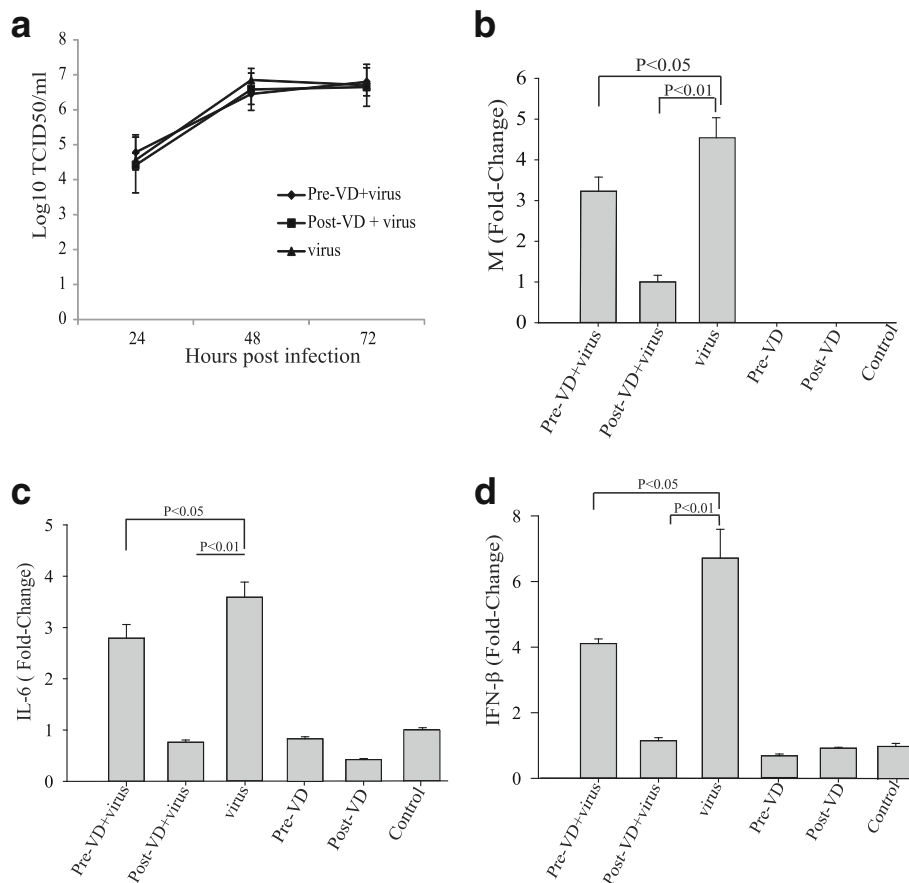 a
8
7
6
5
4
3
2
1
0
Log10 TCID50/ml
Pre-VD+virus
Post-VD + virus
virus
24 48 72
Hours post infection
b
P<0.05
P<0.01
6
5
4
3
2
1
0
M (Fold-Change)
Pre-VD+virus
Post-VD+virus
virus
Pre-VD
Post-VD
Control
c
P<0.05
P<0.01
5
4
3
2
1
0
IL-6 ( Fold-Change)
Pre-VD+virus
Post-VD+virus
virus
Pre-VD
Post-VD
Control
d
P<0.05
P<0.01
8
6
4
2
0
IFN-β (Fold-Change)
Pre-VD+virus
Post-VD+virus
virus
Pre-VD
Post-VD
Control